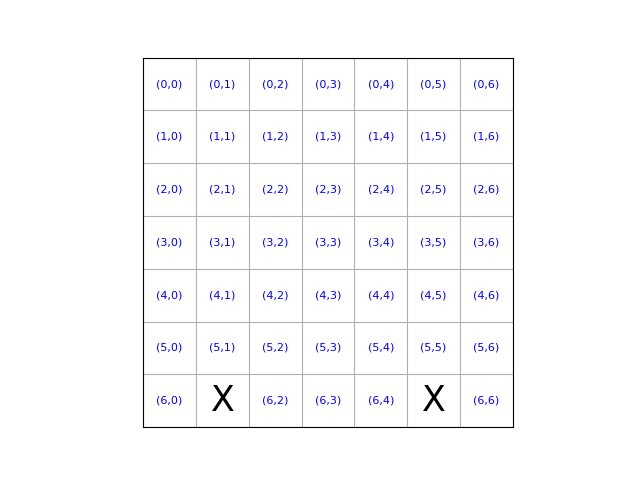 (0,0) (0,1) (0,2) (0,3) (0,4) (0,5) (0,6)
(1,0) (1,1) (1,2) (1,3) (1,4) (1,5) (1,6)
(2,0) (2,1) (2,2) (2,3) (2,4) (2,5) (2,6)
(3,0) (3,1) (3,2) (3,3) (3,4) (3,5) (3,6)
(4,0) (4,1) (4,2) (4,3) (4,4) (4,5) (4,6)
(5,0) (5,1) (5,2) (5,3) (5,4) (5,5) (5,6)
(6,0) X (6,2) (6,3) (6,4) X (6,6)